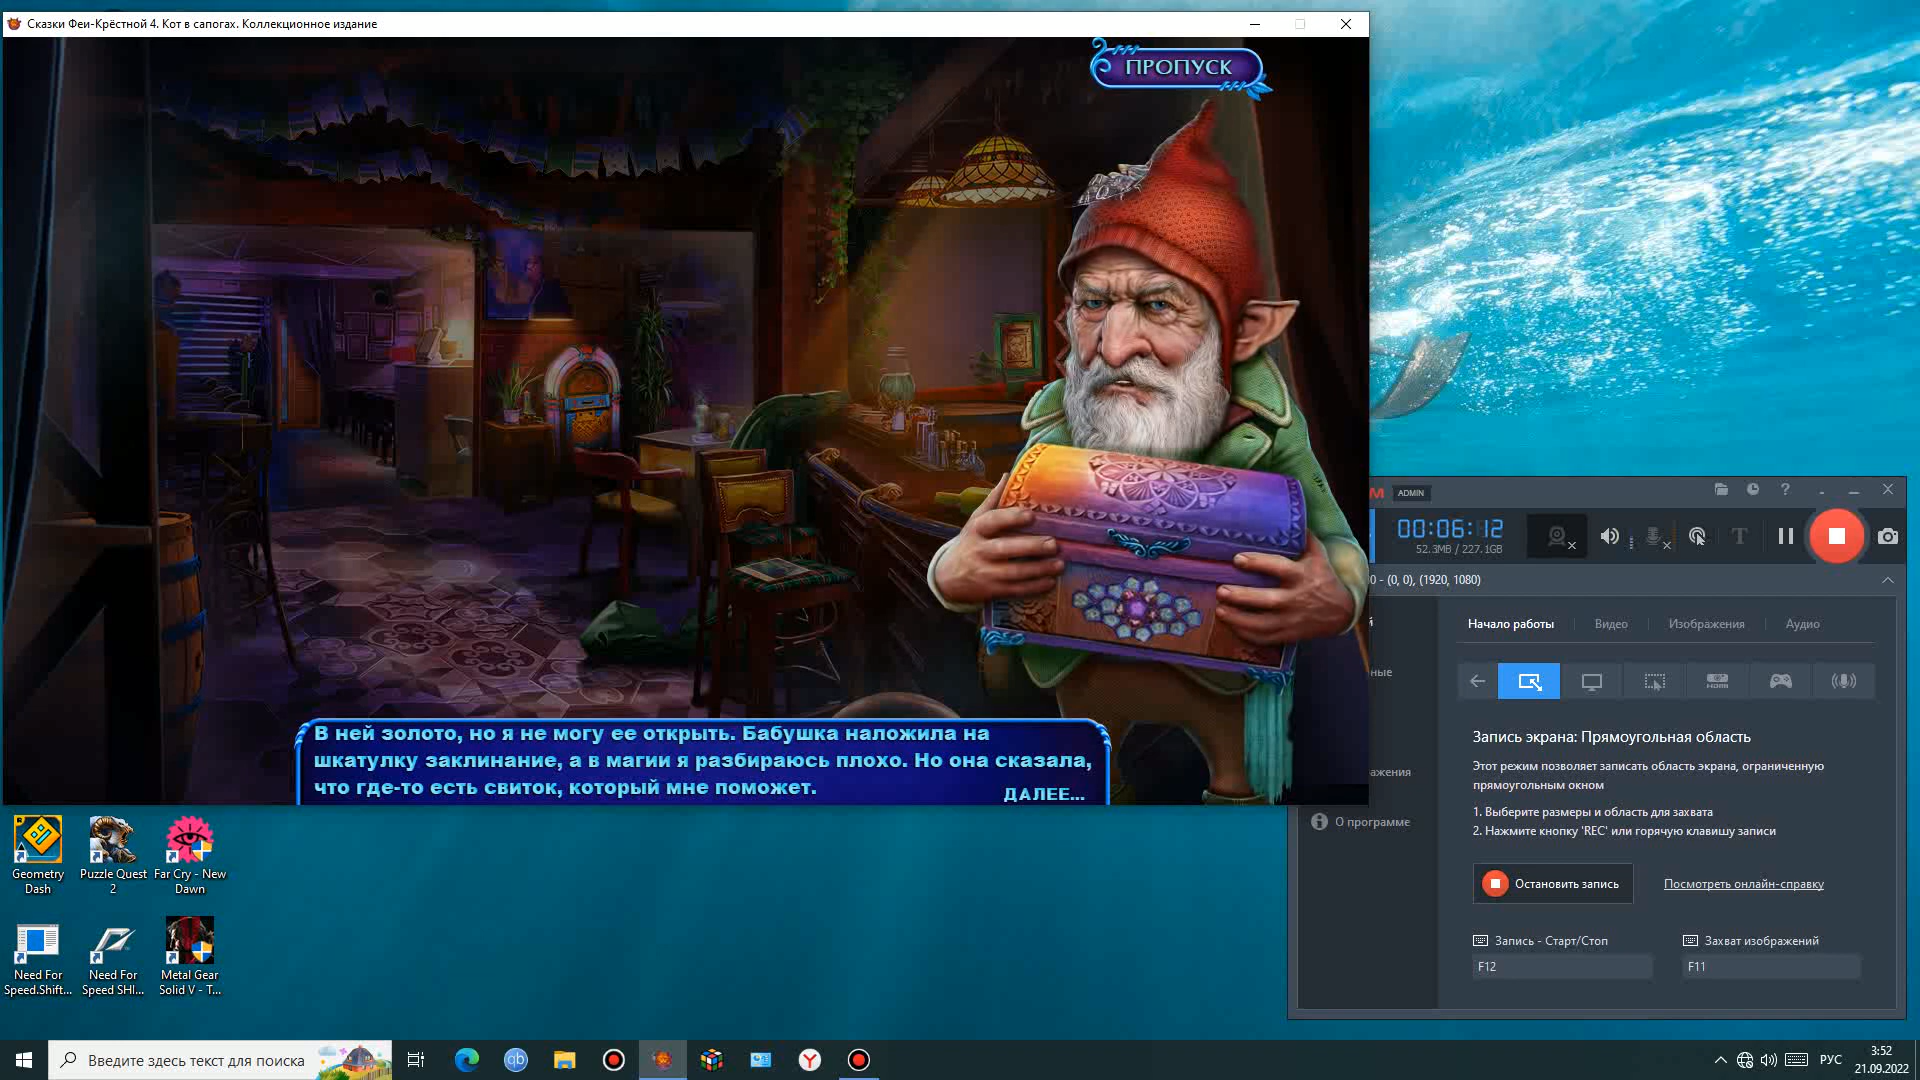 Сказки Феи-Крёстной 4. Кот в сапогах. Коллекционное издание
ПРОПУСК
В ней золото, но я не могу ее открыть. Бабушка наложила на
шкатулку заклинание, а в магии я разбираюсь плохо. Но она сказала,
что где-то есть свиток, который мне поможет.
ДАЛЕЕ...
ADMIN
00:06:12
52.3MB / 227.1GB
0 - (0, 0), (1920, 1080)
Начало работы
Видео
Изображения
Аудио
HDMI
Запись экрана: Прямоугольная область
Этот режим позволяет записать область экрана, ограниченную
прямоугольным окном
1. Выберите размеры и область для захвата
2. Нажмите кнопку 'REC' или горячую клавишу записи
О программе
Остановить запись
Посмотреть онлайн-справку
Запись - Старт/Стоп
F12
Захват изображений
F11
Geometry
Dash
Puzzle Quest
2
Far Cry - New
Dawn
Need For
Speed.Shift...
Need For
Speed SHI...
Metal Gear
Solid V - T...
Введите здесь текст для поиска
qb
РУС
3:52
21.09.2022